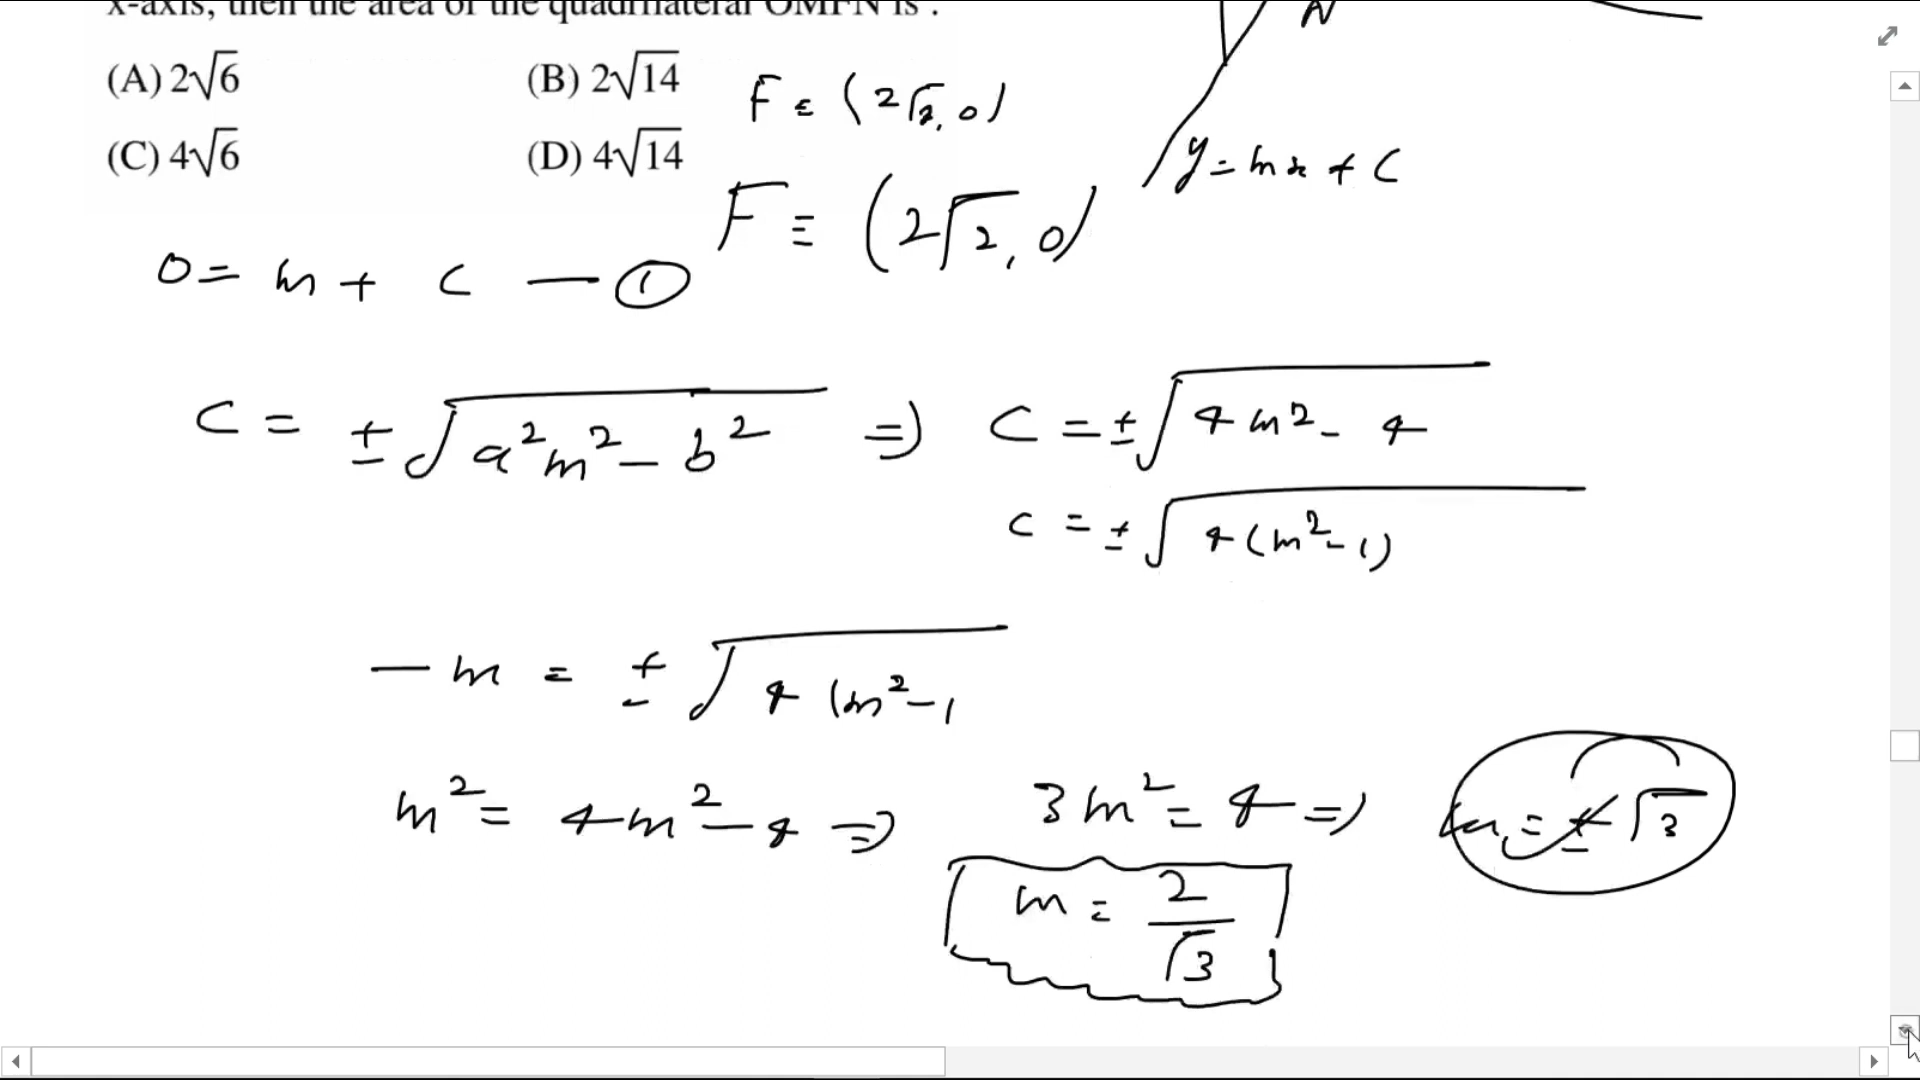 x-axis, then the area of the quadrilateral OMFN is :
(A) 2√6 (B) 2√14
(C) 4√6 (D) 4√14
N
F ≡ (2√2, 0)
y = mx + c
F ≡ (2√2, 0)
0 = m + c — ①
c = ± √a²m² - b² ⇒ c = ± √4m² - 4
c = ± √4(m² - 1)
- m = ± √4(m² - 1
m² = 4m² - 4 ⇒ 3m² = 4 ⇒ m = ± √3
m = 2/√3